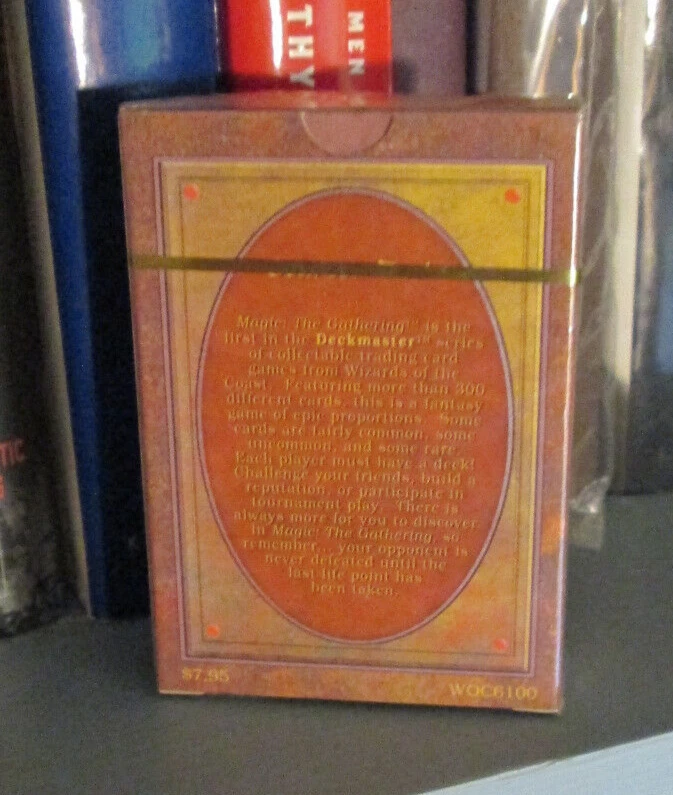 THY
MEN
TIC
Magic: The Gathering™ is the
first in the Deckmaster™ series
of collectable trading card
games from Wizards of the
Coast. Featuring more than 300
different cards, this is a fantasy
game of epic proportions. Some
cards are fairly common, some
uncommon, and some rare.
Each player must have a deck!
Challenge your friends, build a
reputation, or participate in
tournament play. There is
always more for you to discover
in Magic: The Gathering, so
remember... your opponent is
never defeated until the
last life point has
been taken.
$7.95
WOC6100